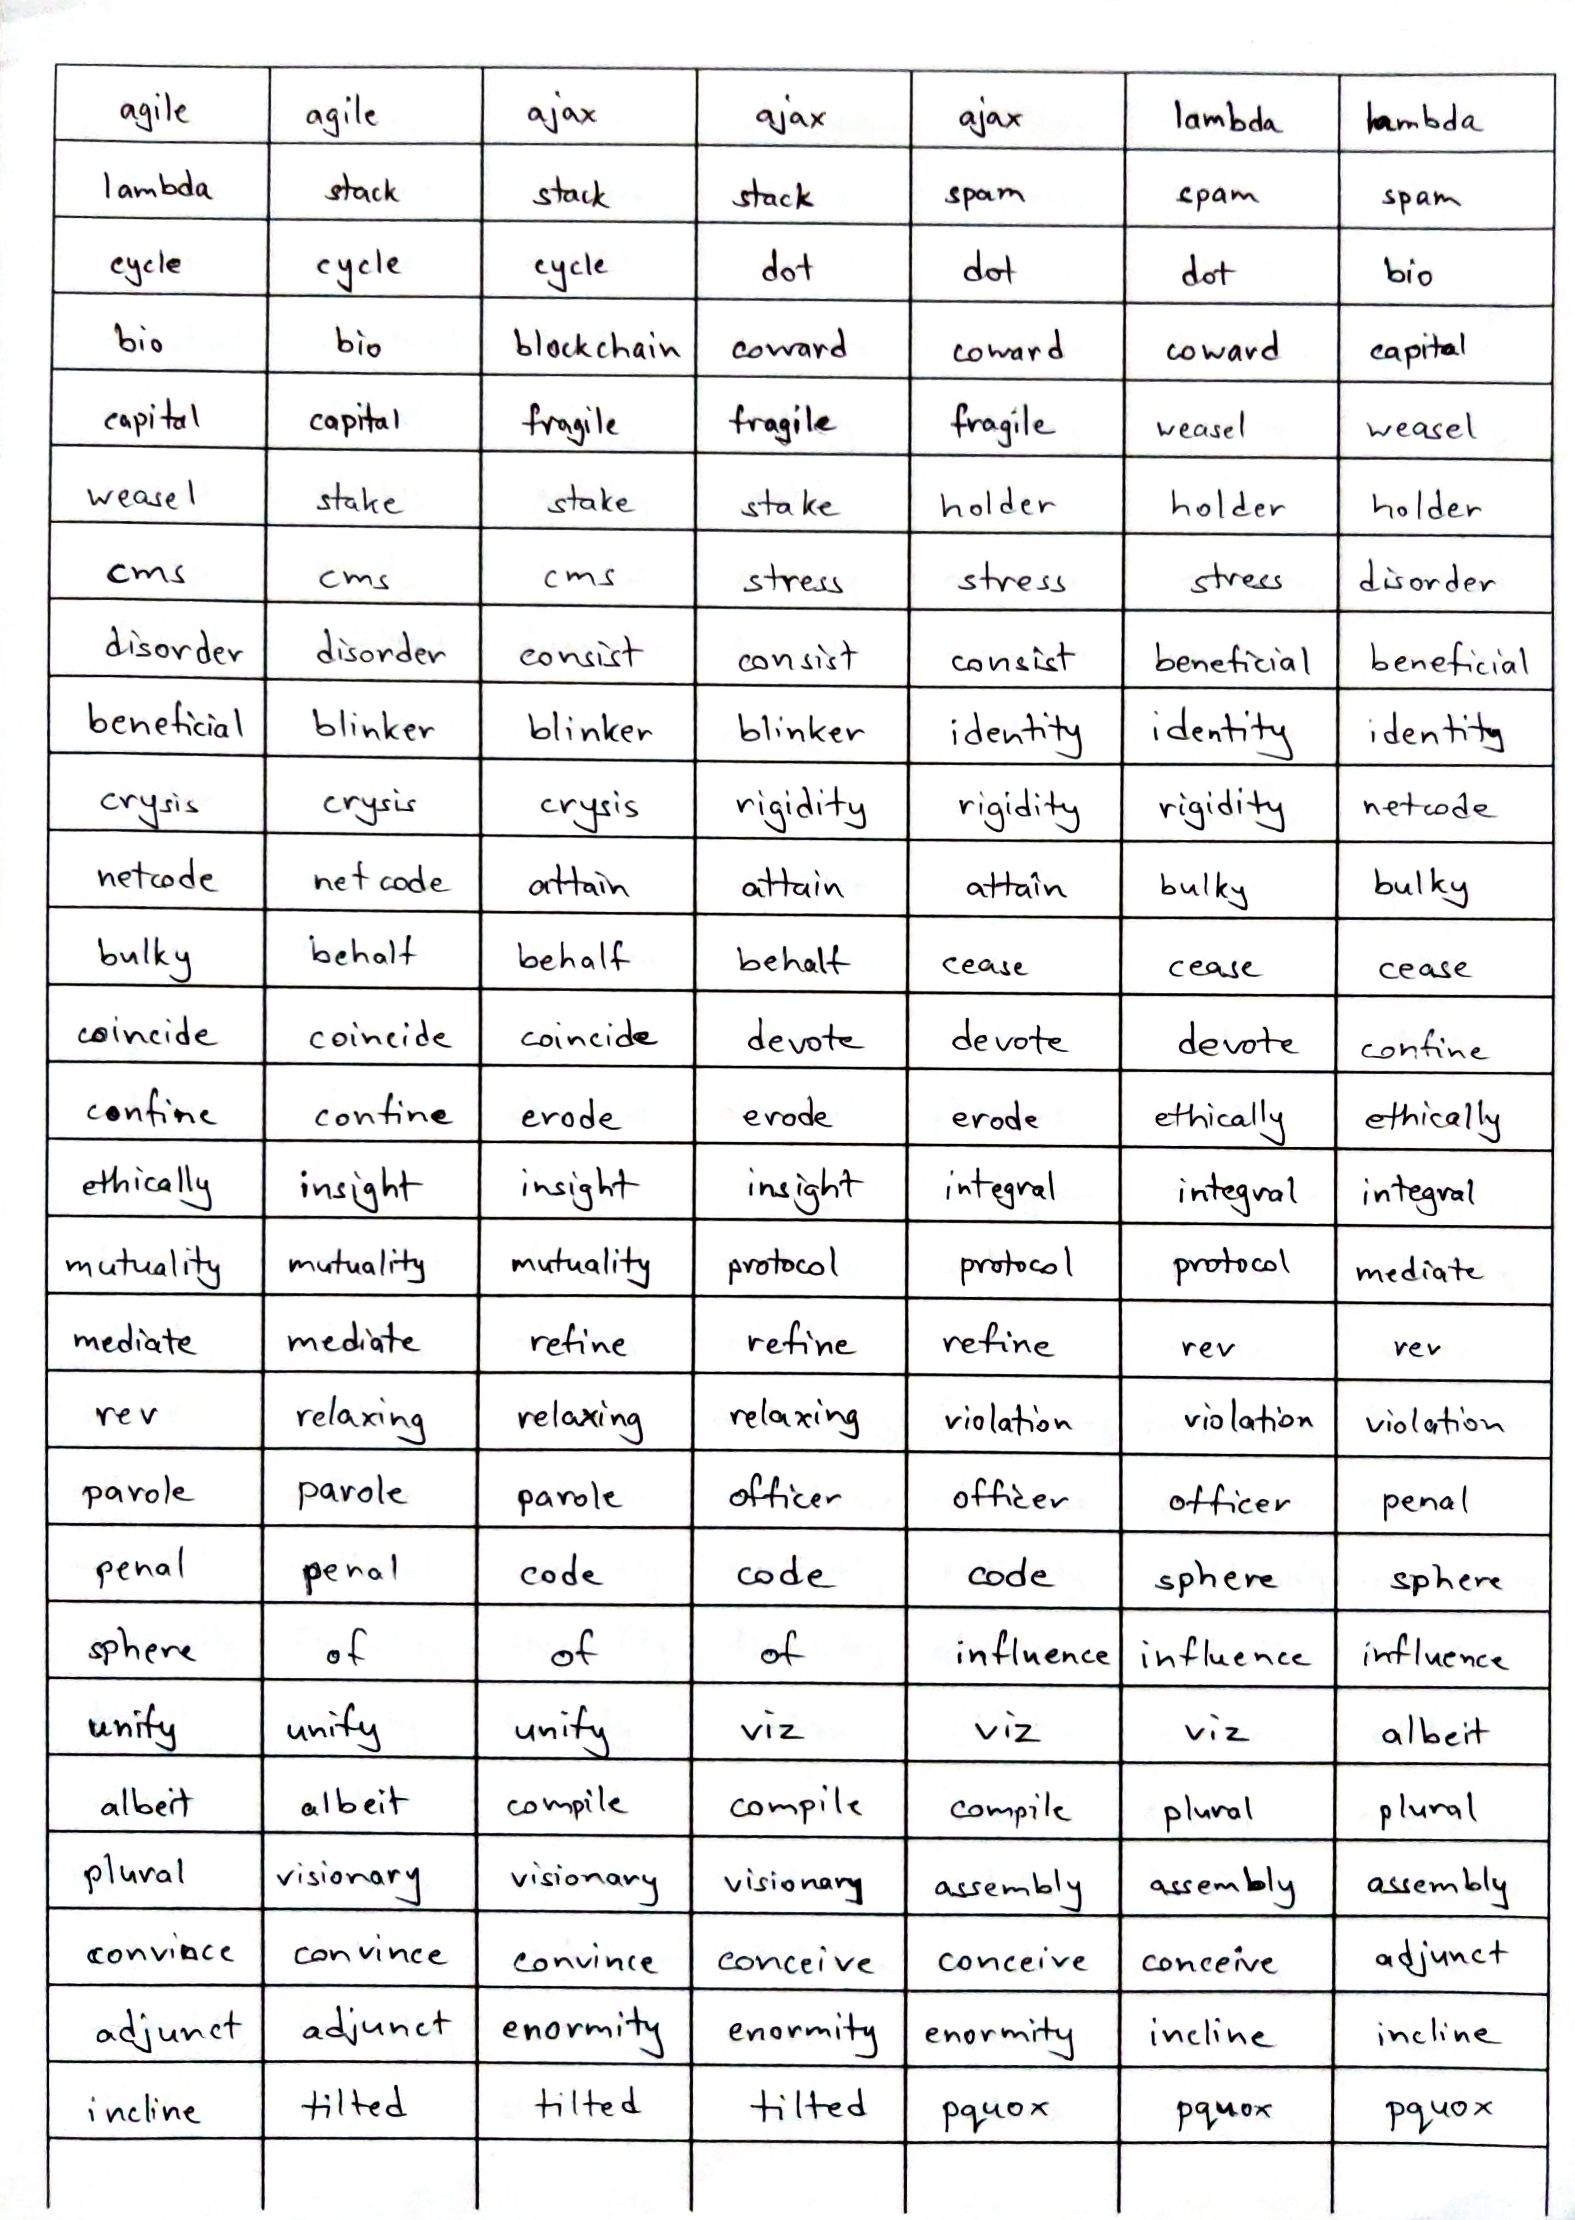 agile agile ajax ajax ajax lambda lambda
lambda stack stack stack spam spam spam
cycle cycle cycle dot dot dot bio
bio bio blockchain coward coward coward capital
capital capital fragile fragile fragile weasel weasel
weasel stake stake stake holder holder holder
cms cms cms stress stress stress disorder
disorder disorder consist consist consist beneficial beneficial
beneficial blinker blinker blinker identity identity identity
crysis crysis crysis rigidity rigidity rigidity netcode
netcode netcode attain attain attain bulky bulky
bulky behalf behalf behalf cease cease cease
coincide coincide coincide devote devote devote confine
confine confine erode erode erode ethically ethically
ethically insight insight insight integral integral integral
mutuality mutuality mutuality protocol protocol protocol mediate
mediate mediate refine refine refine rev rev
rev relaxing relaxing relaxing violation violation violation
parole parole parole officer officer officer penal
penal penal code code code sphere sphere
sphere of of of influence influence influence
unify unify unify viz viz viz albeit
albeit albeit compile compile compile plural plural
plural visionary visionary visionary assembly assembly assembly
convince convince convince conceive conceive conceive adjunct
adjunct adjunct enormity enormity enormity incline incline
incline tilted tilted tilted pquox pquox pquox